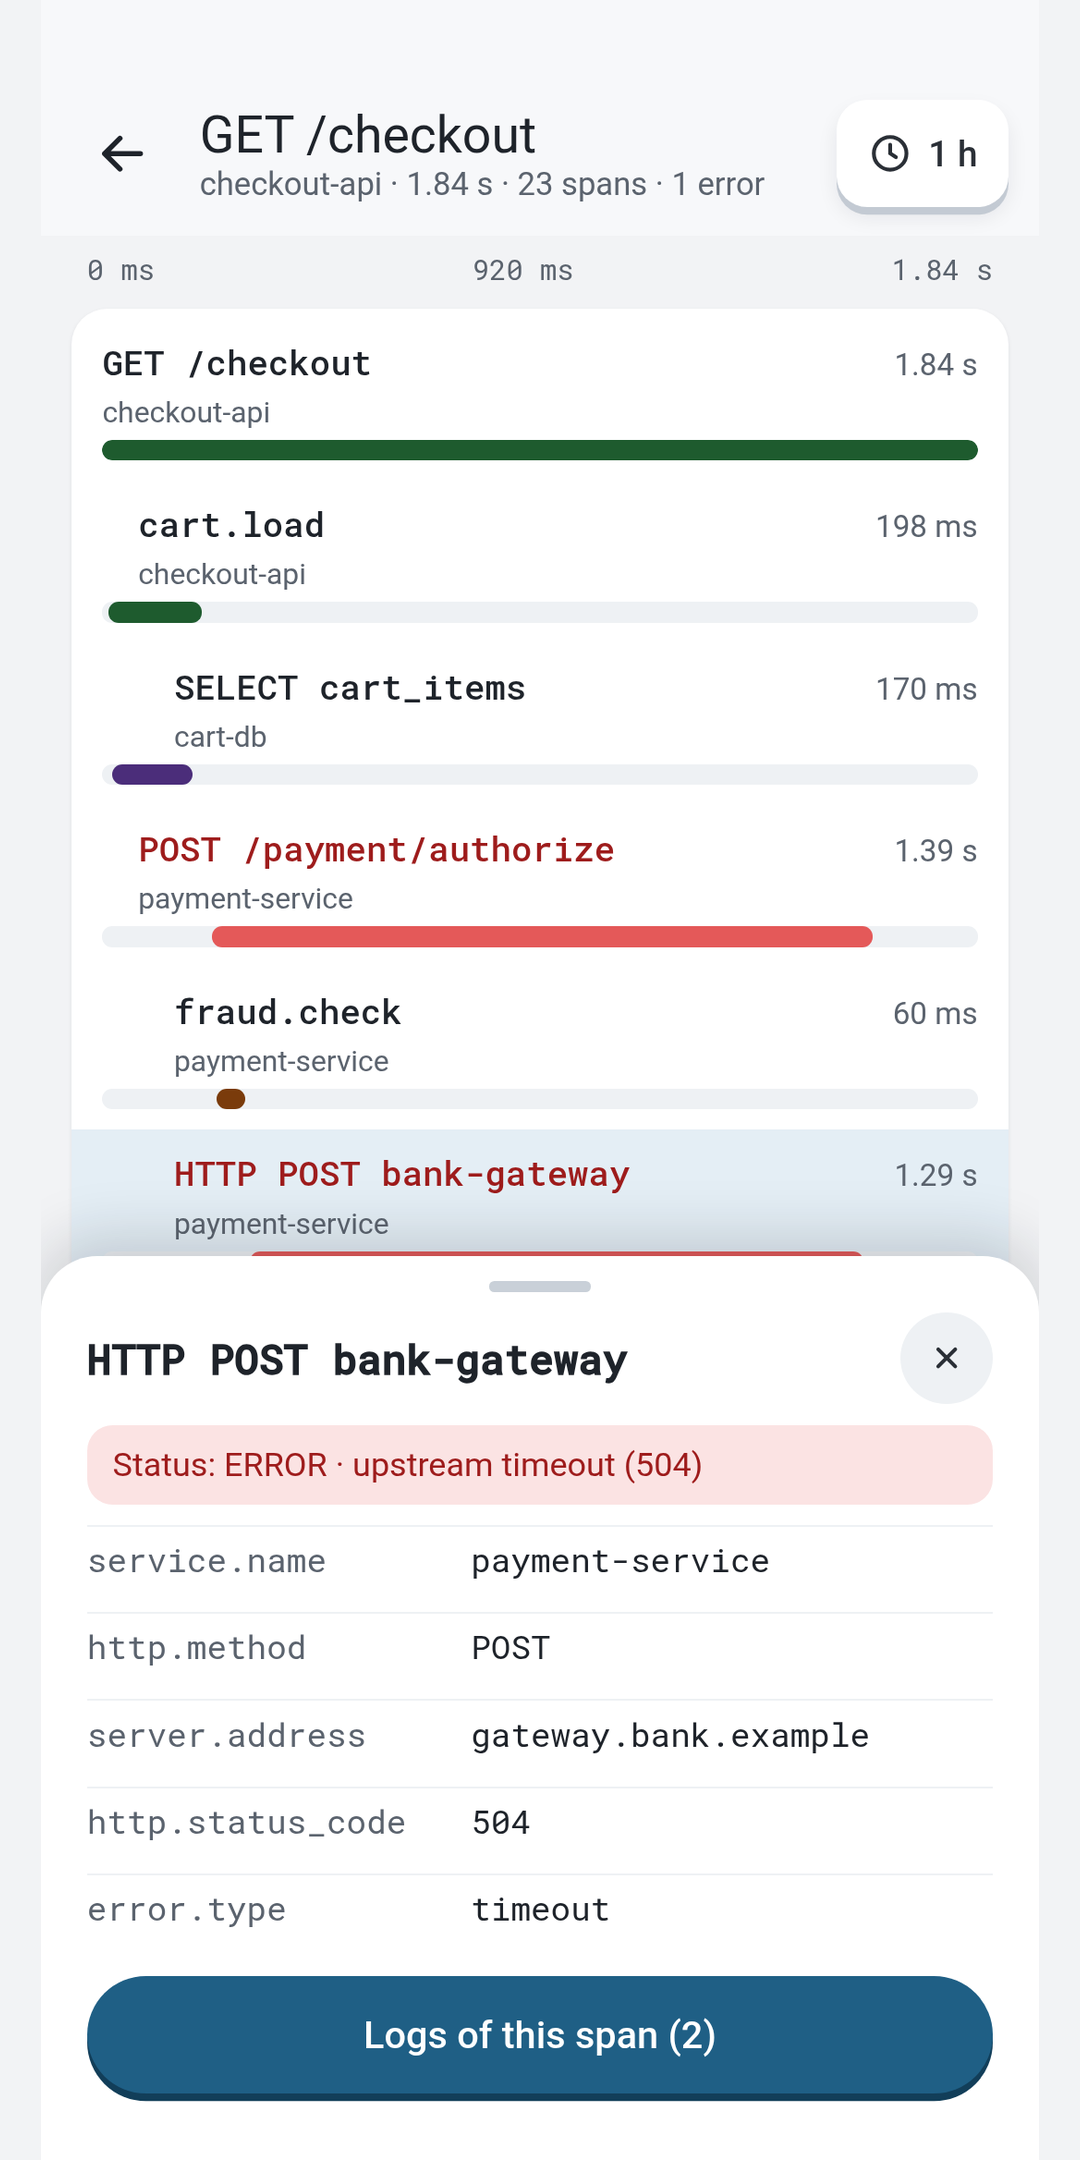 GET /checkout
checkout-api · 1.84 s · 23 spans · 1 error
1 h
0 ms 920 ms 1.84 s
GET /checkout 1.84 s
checkout-api
cart.load 198 ms
checkout-api
SELECT cart_items 170 ms
cart-db
POST /payment/authorize 1.39 s
payment-service
fraud.check 60 ms
payment-service
HTTP POST bank-gateway 1.29 s
payment-service
HTTP POST bank-gateway
Status: ERROR · upstream timeout (504)
service.name payment-service
http.method POST
server.address gateway.bank.example
http.status_code 504
error.type timeout
Logs of this span (2)